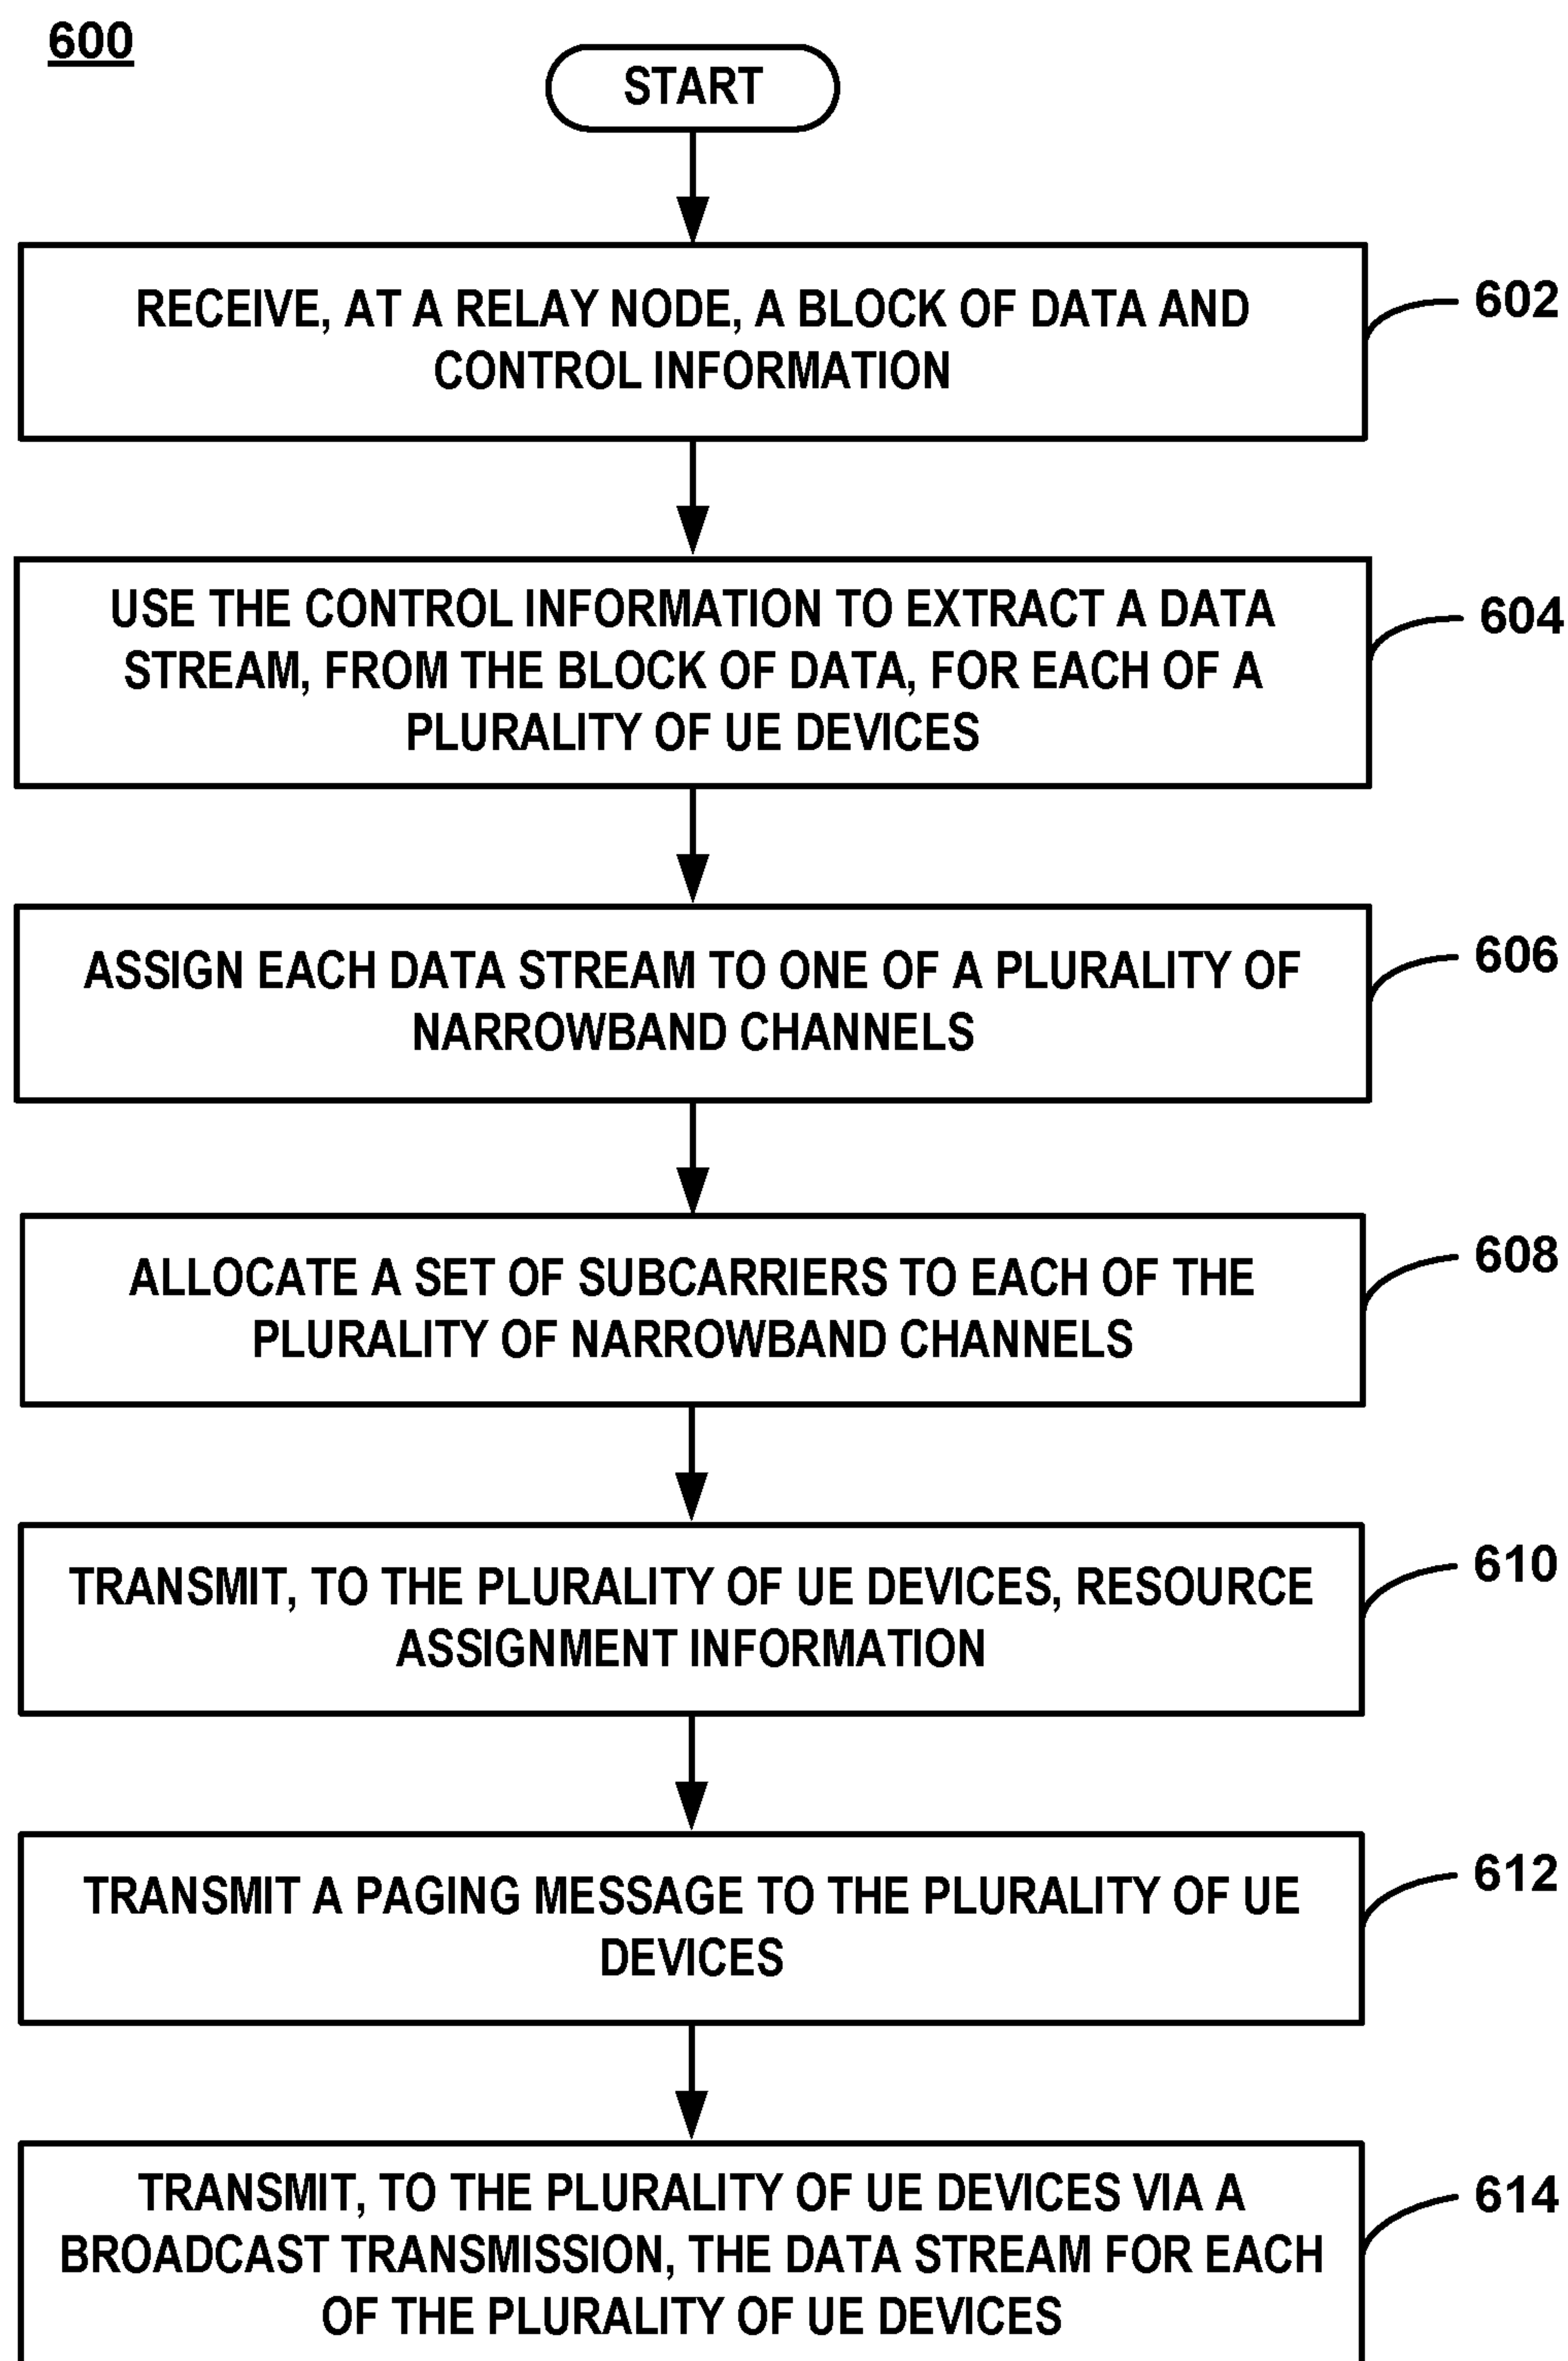 600
START
RECEIVE, AT A RELAY NODE, A BLOCK OF DATA AND
CONTROL INFORMATION
602
USE THE CONTROL INFORMATION TO EXTRACT A DATA
STREAM, FROM THE BLOCK OF DATA, FOR EACH OF A
PLURALITY OF UE DEVICES
604
ASSIGN EACH DATA STREAM TO ONE OF A PLURALITY OF
NARROWBAND CHANNELS
606
ALLOCATE A SET OF SUBCARRIERS TO EACH OF THE
PLURALITY OF NARROWBAND CHANNELS
608
TRANSMIT, TO THE PLURALITY OF UE DEVICES, RESOURCE
ASSIGNMENT INFORMATION
610
TRANSMIT A PAGING MESSAGE TO THE PLURALITY OF UE
DEVICES
612
TRANSMIT, TO THE PLURALITY OF UE DEVICES VIA A
BROADCAST TRANSMISSION, THE DATA STREAM FOR EACH
OF THE PLURALITY OF UE DEVICES
614